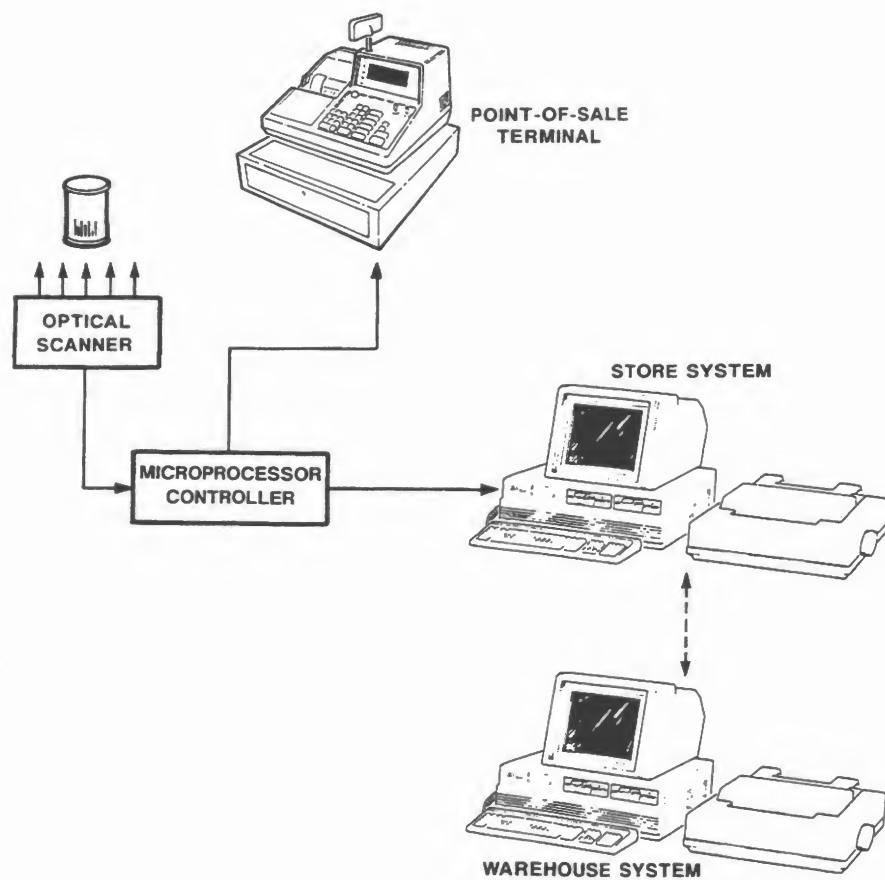 POINT-OF-SALE
TERMINAL
OPTICAL
SCANNER
STORE SYSTEM
MICROPROCESSOR
CONTROLLER
WAREHOUSE SYSTEM